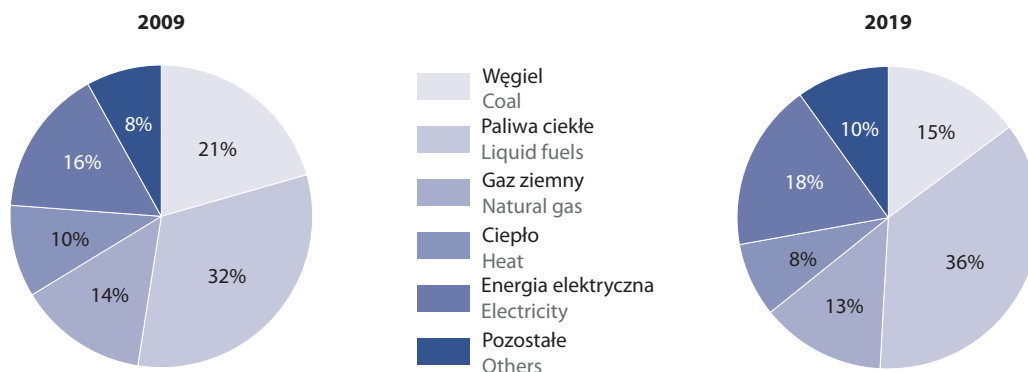 2009
8%
21%
16%
10%
32%
14%
Węgiel
Coal
Paliwa ciekłe
Liquid fuels
Gaz ziemny
Natural gas
Ciepło
Heat
Energia elektryczna
Electricity
Pozostałe
Others
2019
10%
15%
18%
8%
36%
13%